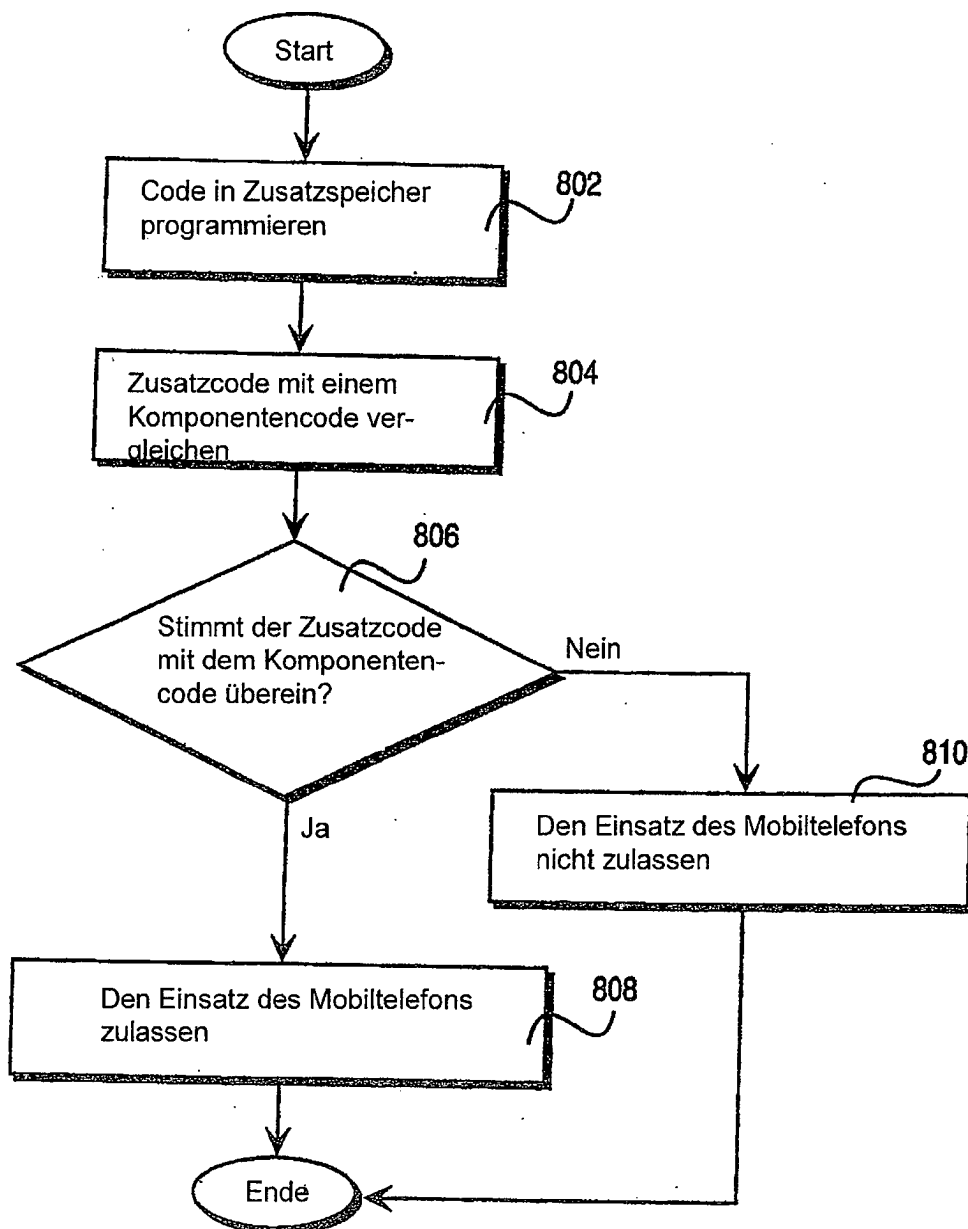 Start
Code in Zusatzspeicher
programmieren
802
Zusatzcode mit einem
Komponentencode ver-
gleichen
804
806
Stimmt der Zusatzcode
mit dem Komponenten-
code überein?
Nein
Ja
810
Den Einsatz des Mobiltelefons
nicht zulassen
Den Einsatz des Mobiltelefons
zulassen
808
Ende